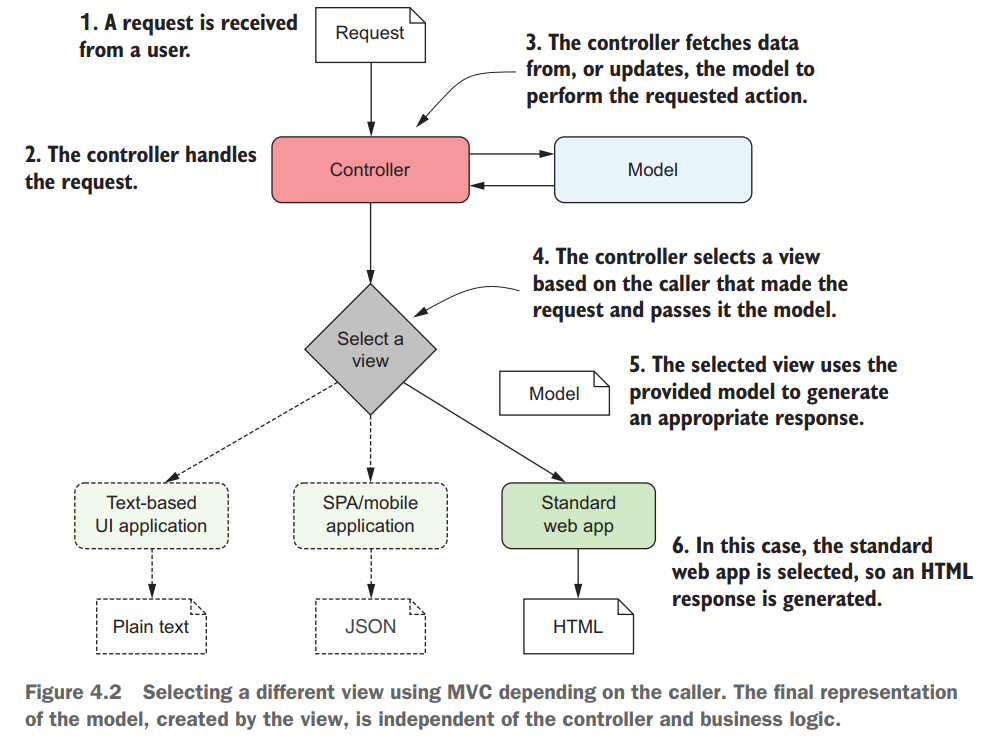 1. A request is received
from a user.
Request
3. The controller fetches data
from, or updates, the model to
perform the requested action.
2. The controller handles
the request.
Controller
Model
4. The controller selects a view
based on the caller that made the
request and passes it the model.
Select a
view
Model
5. The selected view uses the
provided model to generate
an appropriate response.
Text-based
UI application
SPA/mobile
application
Standard
web app
6. In this case, the standard
web app is selected, so an HTML
response is generated.
Plain text
JSON
HTML
Figure 4.2 Selecting a different view using MVC depending on the caller. The final representation
of the model, created by the view, is independent of the controller and business logic.